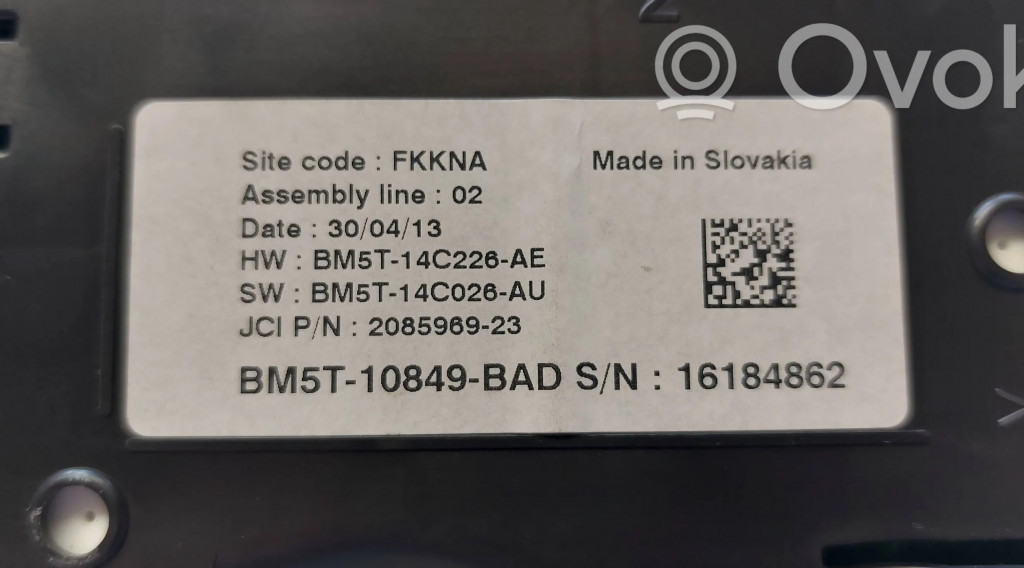 2
Ovok
Site code : FKKNA
Made in Slovakia
Assembly line : 02
Date : 30/04/13
HW : BM5T-14C226-AE
SW : BM5T-14C026-AU
JCI P/N : 2085969-23
BM5T-10849-BAD S/N : 16184862